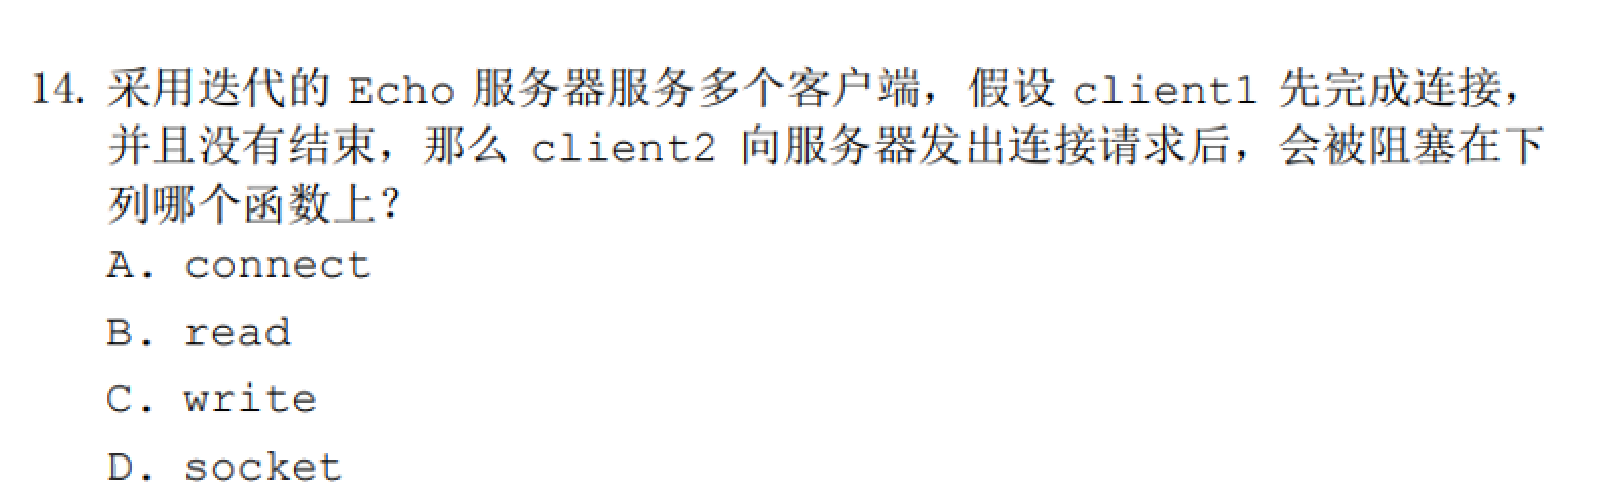 14. 采用迭代的 Echo 服务器服务多个客户端，假设 client1 先完成连接，
并且没有结束，那么 client2 向服务器发出连接请求后，会被阻塞在下
列哪个函数上？
A. connect
B. read
C. write
D. socket